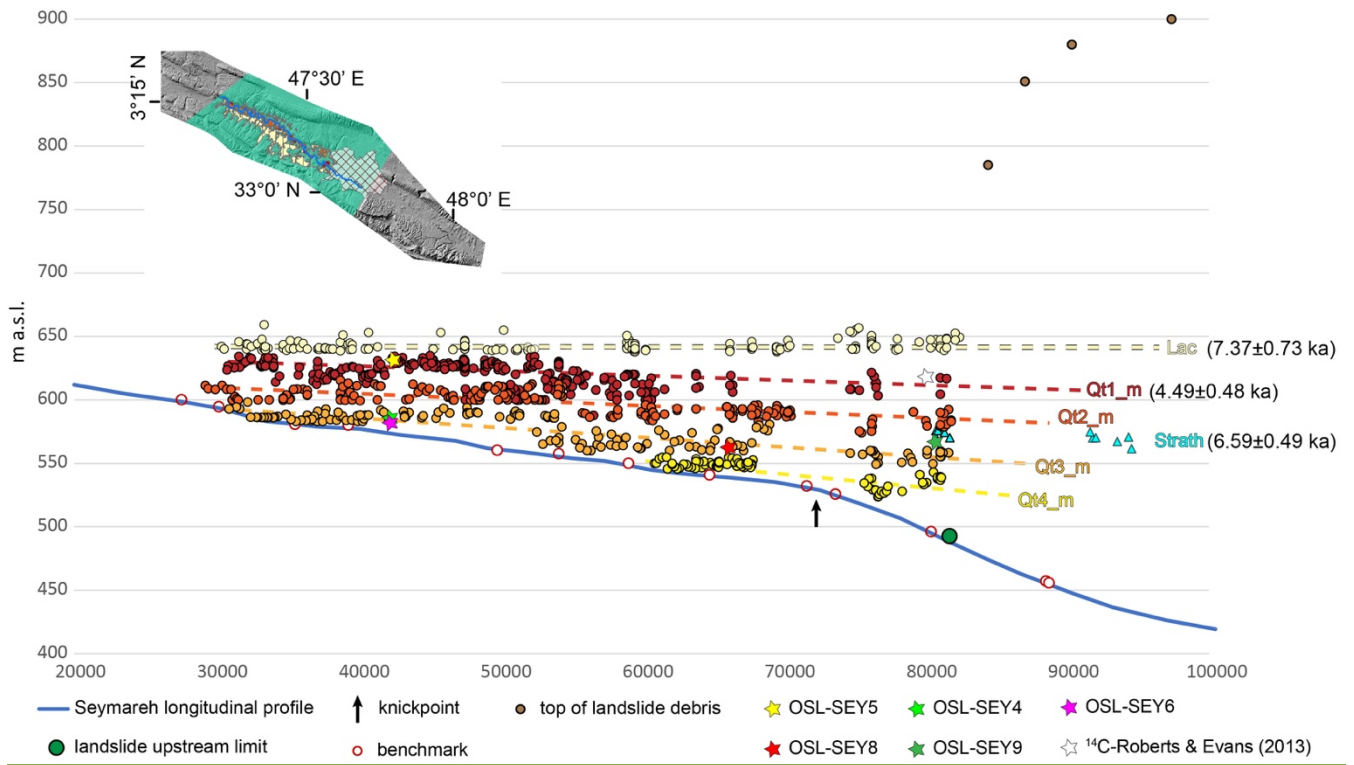 900
850
800
750
700
650
600
550
500
450
400
m a.s.l.
47°30' E
3°15' N
33°0' N
48°0' E
Lac (7.37±0.73 ka)
Qt1_m (4.49±0.48 ka)
Qt2_m
Strath (6.59±0.49 ka)
Qt3_m
Qt4_m
20000 30000 40000 50000 60000 70000 80000 90000 100000
Seymareh longitudinal profile knickpoint top of landslide debris OSL-SEY5 OSL-SEY4 OSL-SEY6
landslide upstream limit benchmark OSL-SEY8 OSL-SEY9 ¹⁴C-Roberts & Evans (2013)